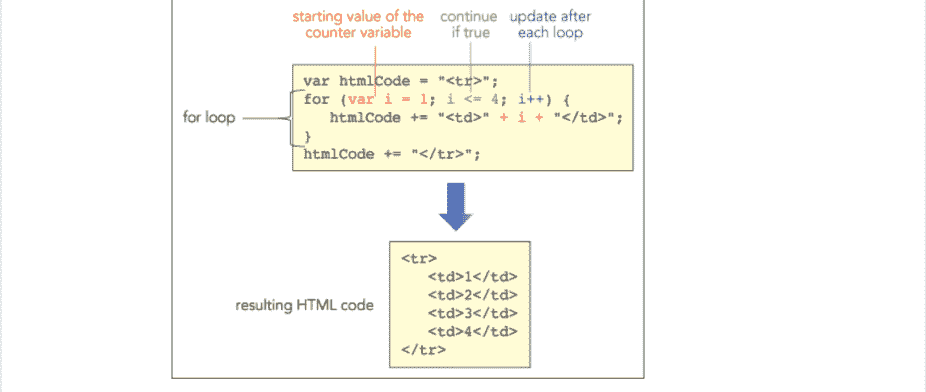 starting value of the
counter variable
continue
if true
update after
each loop
for loop
var htmlCode = "<tr>";
for (var i = 1; i <= 4; i++) {
   htmlCode += "<td>" + i + "</td>";
}
htmlCode += "</tr>";
resulting HTML code
<tr>
   <td>1</td>
   <td>2</td>
   <td>3</td>
   <td>4</td>
</tr>